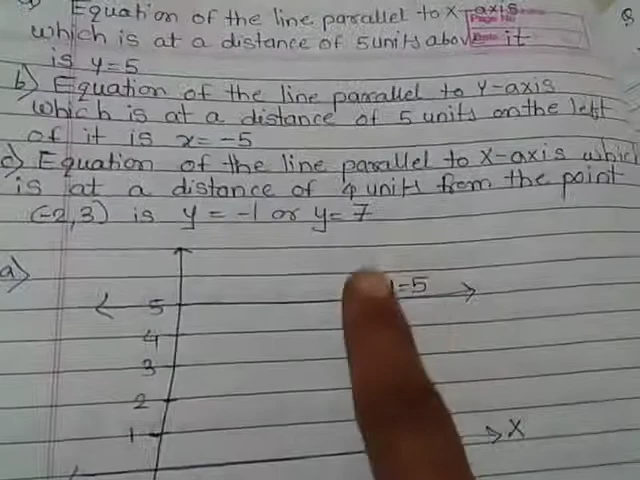 Equation of the line parallel to X-axis
which is at a distance of 5 units above it
is y=5
b) Equation of the line parallel to Y-axis
which is at a distance of 5 units on the left
of it is x=-5
c) Equation of the line parallel to X-axis which
is at a distance of 4 units from the point
(-2,3) is y=-1 or y=7
a)
=5
5
4
3
2
1
X